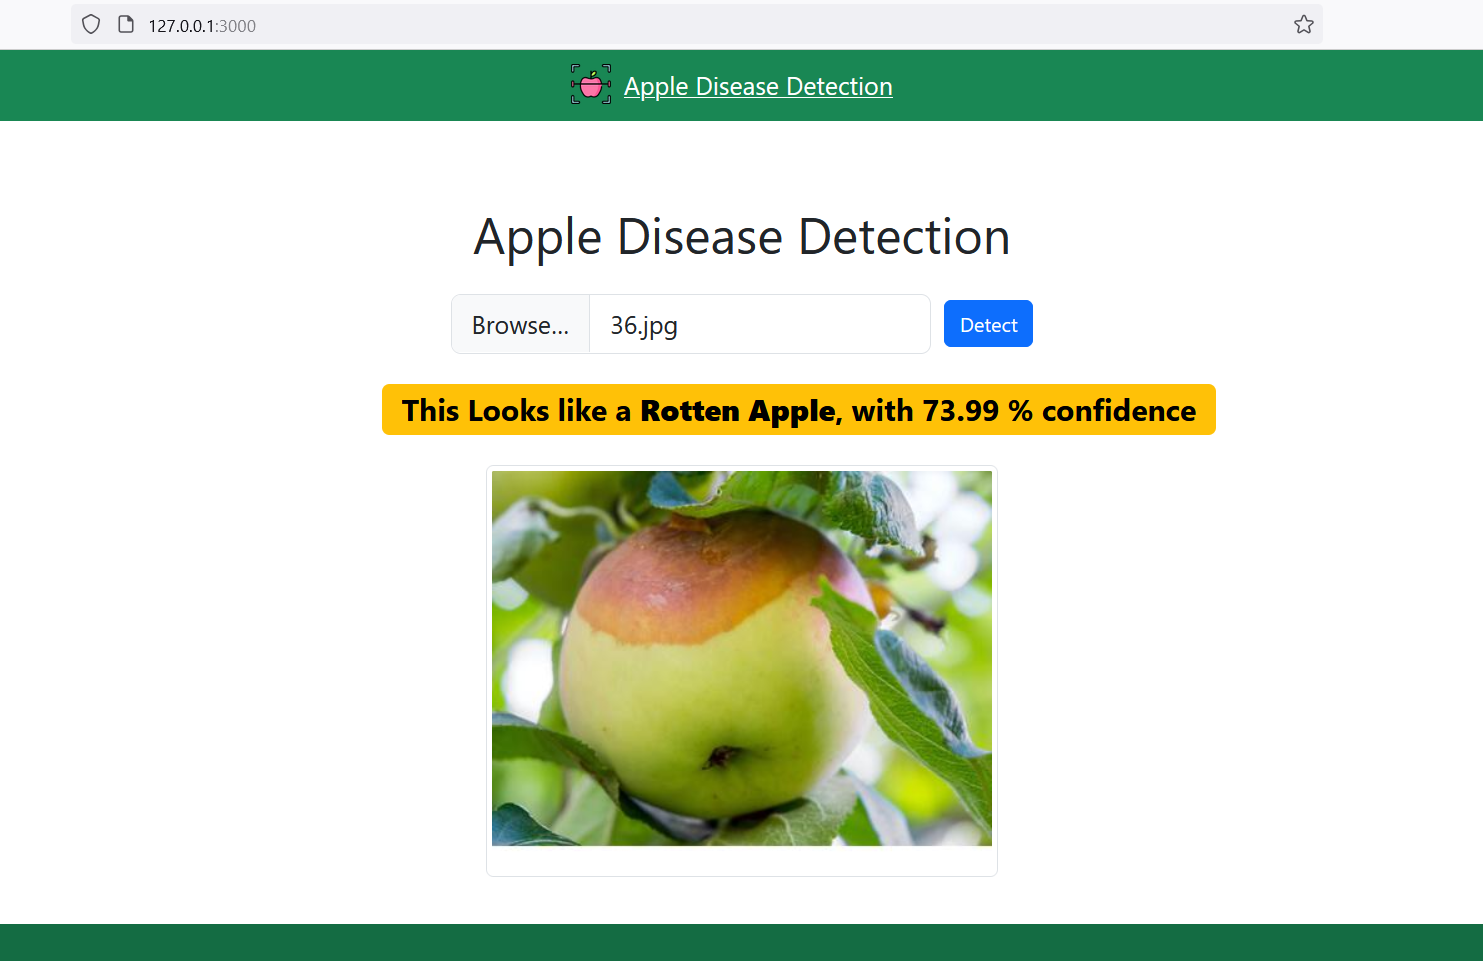 127.0.0.1:3000
Apple Disease Detection
Apple Disease Detection
Browse... 36.jpg Detect
This Looks like a Rotten Apple, with 73.99 % confidence